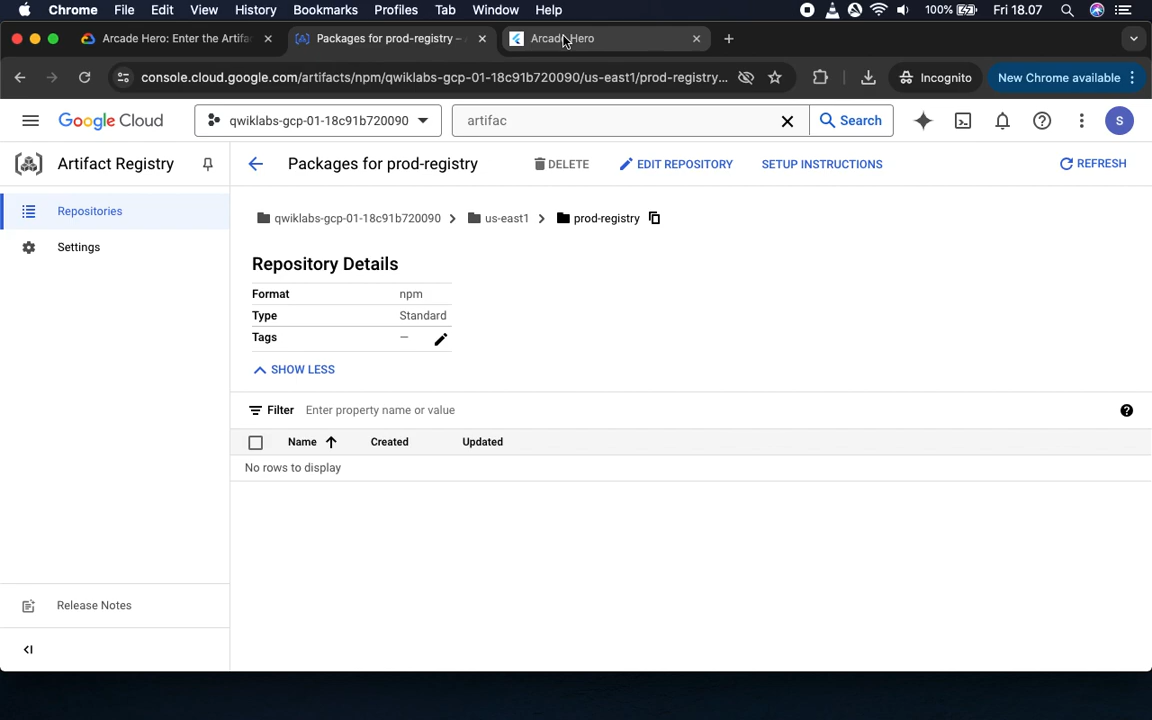 Chrome File Edit View History Bookmarks Profiles Tab Window Help 100% Fri 18.07
Arcade Hero: Enter the Artifa Packages for prod-registry – Arcade Hero
console.cloud.google.com/artifacts/npm/qwiklabs-gcp-01-18c91b720090/us-east1/prod-registry... Incognito New Chrome available
Google Cloud qwiklabs-gcp-01-18c91b720090 artifac Search S
Artifact Registry Packages for prod-registry DELETE EDIT REPOSITORY SETUP INSTRUCTIONS REFRESH
Repositories qwiklabs-gcp-01-18c91b720090 us-east1 prod-registry
Settings
Repository Details
Format npm
Type Standard
Tags –
SHOW LESS
Filter Enter property name or value
Name Created Updated
No rows to display
Release Notes